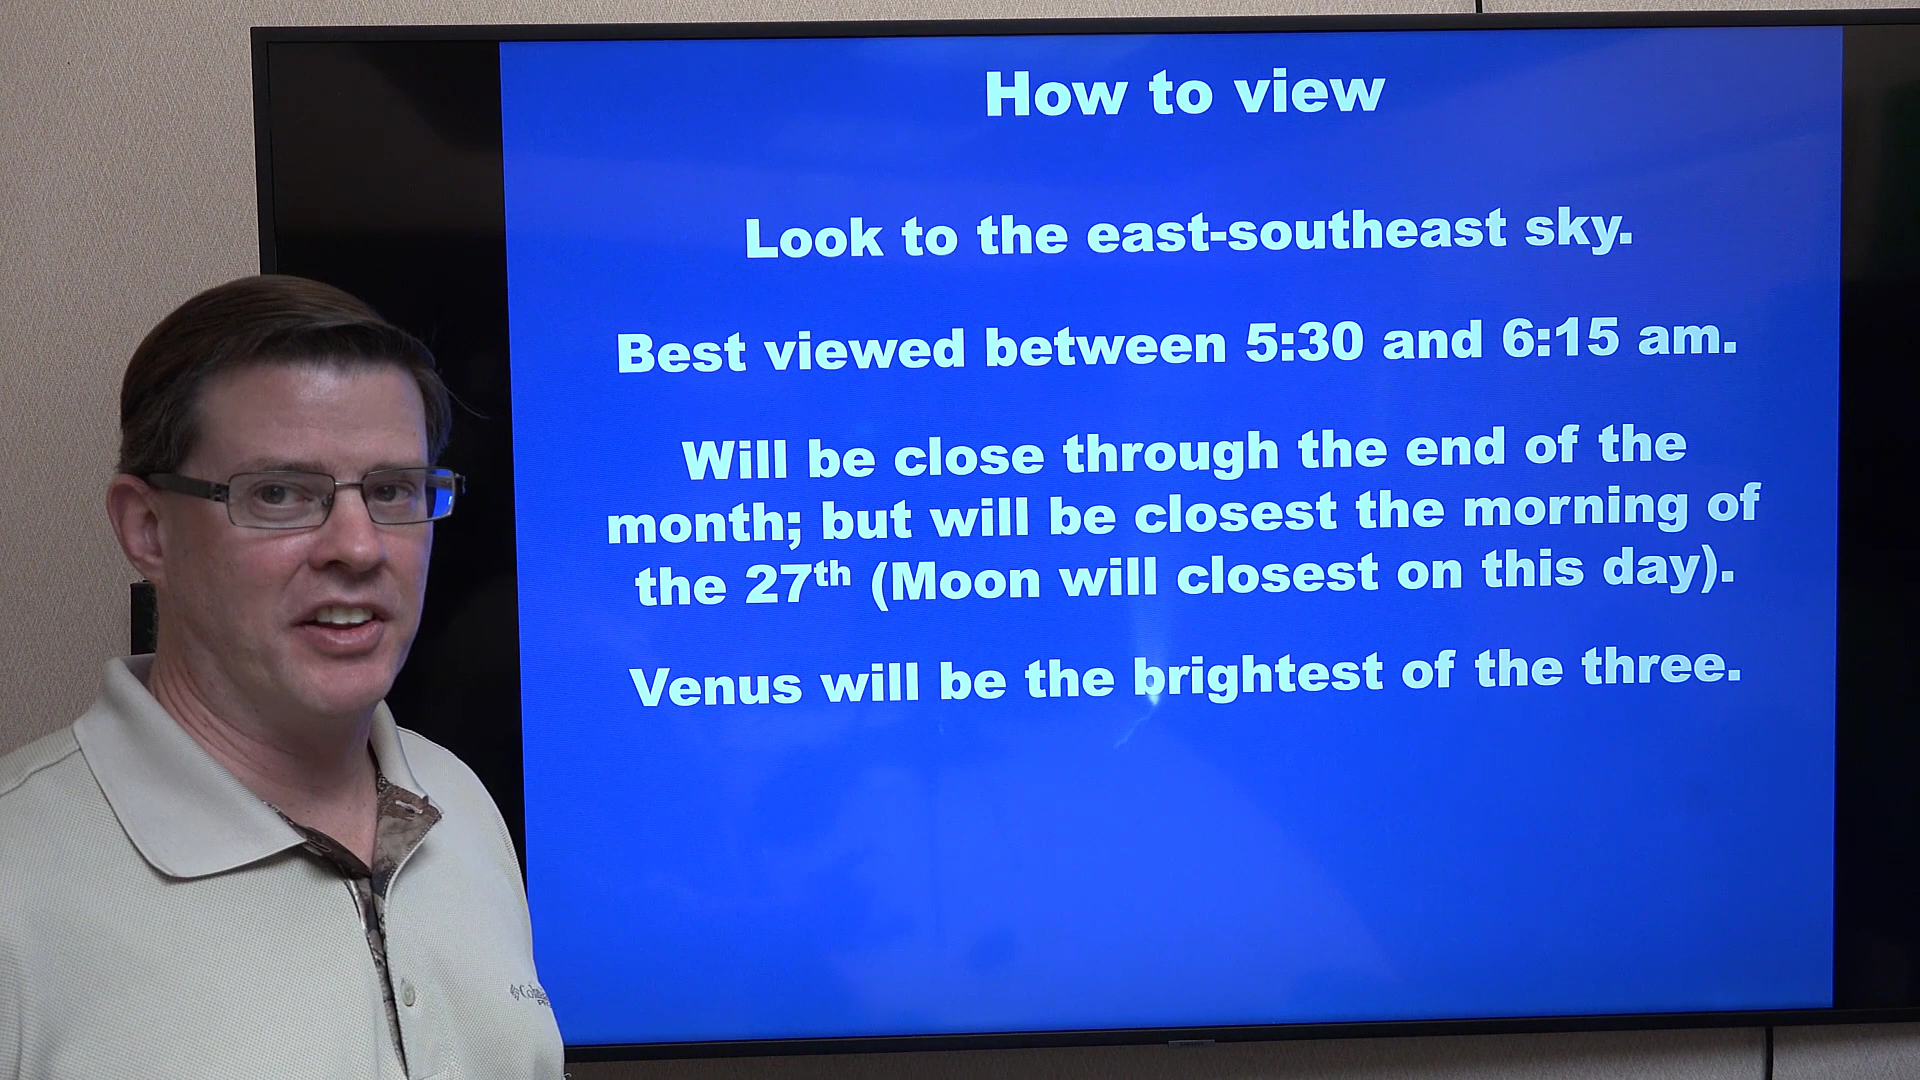 How to view
Look to the east-southeast sky.
Best viewed between 5:30 and 6:15 am.
Will be close through the end of the
month; but will be closest the morning of
the 27th (Moon will closest on this day).
Venus will be the brightest of the three.